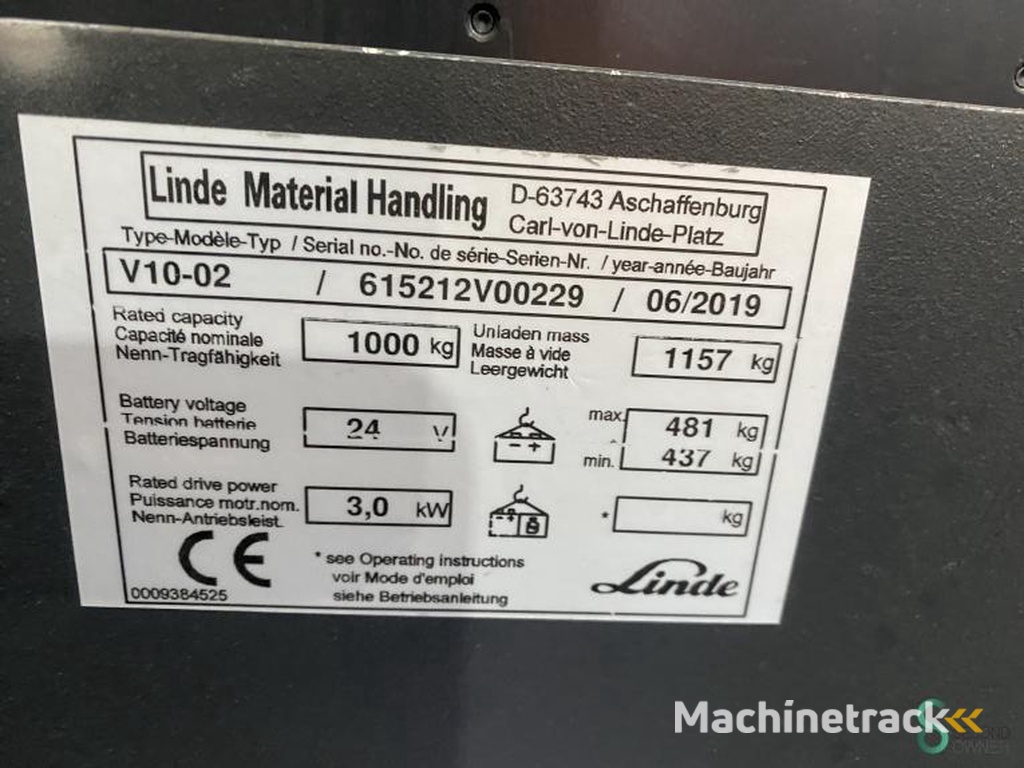 Linde Material Handling
D-63743 Aschaffenburg
Carl-von-Linde-Platz
Type-Modèle-Typ / Serial no.-No. de série-Serien-Nr. / year-année-Baujahr
V10-02 / 615212V00229 / 06/2019
Rated capacity
Capacité nominale
Nenn-Tragfähigkeit
1000 kg
Unladen mass
Masse à vide
Leergewicht
1157 kg
Battery voltage
Tension batterie
Batteriespannung
24 V
max. 481 kg
min. 437 kg
Rated drive power
Puissance motr.nom.
Nenn-Antriebsleist.
3,0 kW
* kg
CE
0009384525
* see Operating instructions
voir Mode d'emploi
siehe Betriebsanleitung
Linde
Machinetrack
SECOND
OWNER